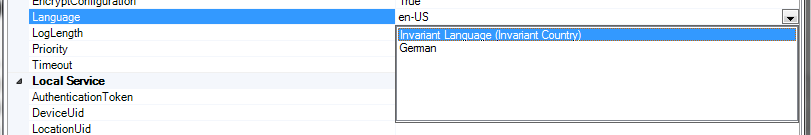 EncryptConfiguration True
Language en-US
LogLength Invariant Language (Invariant Country)
Priority German
Timeout
Local Service
AuthenticationToken
DeviceUid
LocationUid